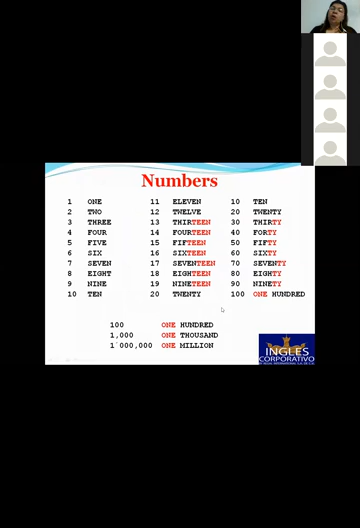 Numbers
1 ONE 11 ELEVEN 10 TEN
2 TWO 12 TWELVE 20 TWENTY
3 THREE 13 THIRTEEN 30 THIRTY
4 FOUR 14 FOURTEEN 40 FORTY
5 FIVE 15 FIFTEEN 50 FIFTY
6 SIX 16 SIXTEEN 60 SIXTY
7 SEVEN 17 SEVENTEEN 70 SEVENTY
8 EIGHT 18 EIGHTEEN 80 EIGHTY
9 NINE 19 NINETEEN 90 NINETY
10 TEN 20 TWENTY 100 ONE HUNDRED
100 ONE HUNDRED
1,000 ONE THOUSAND
1´000,000 ONE MILLION
INGLES
CORPORATIVO